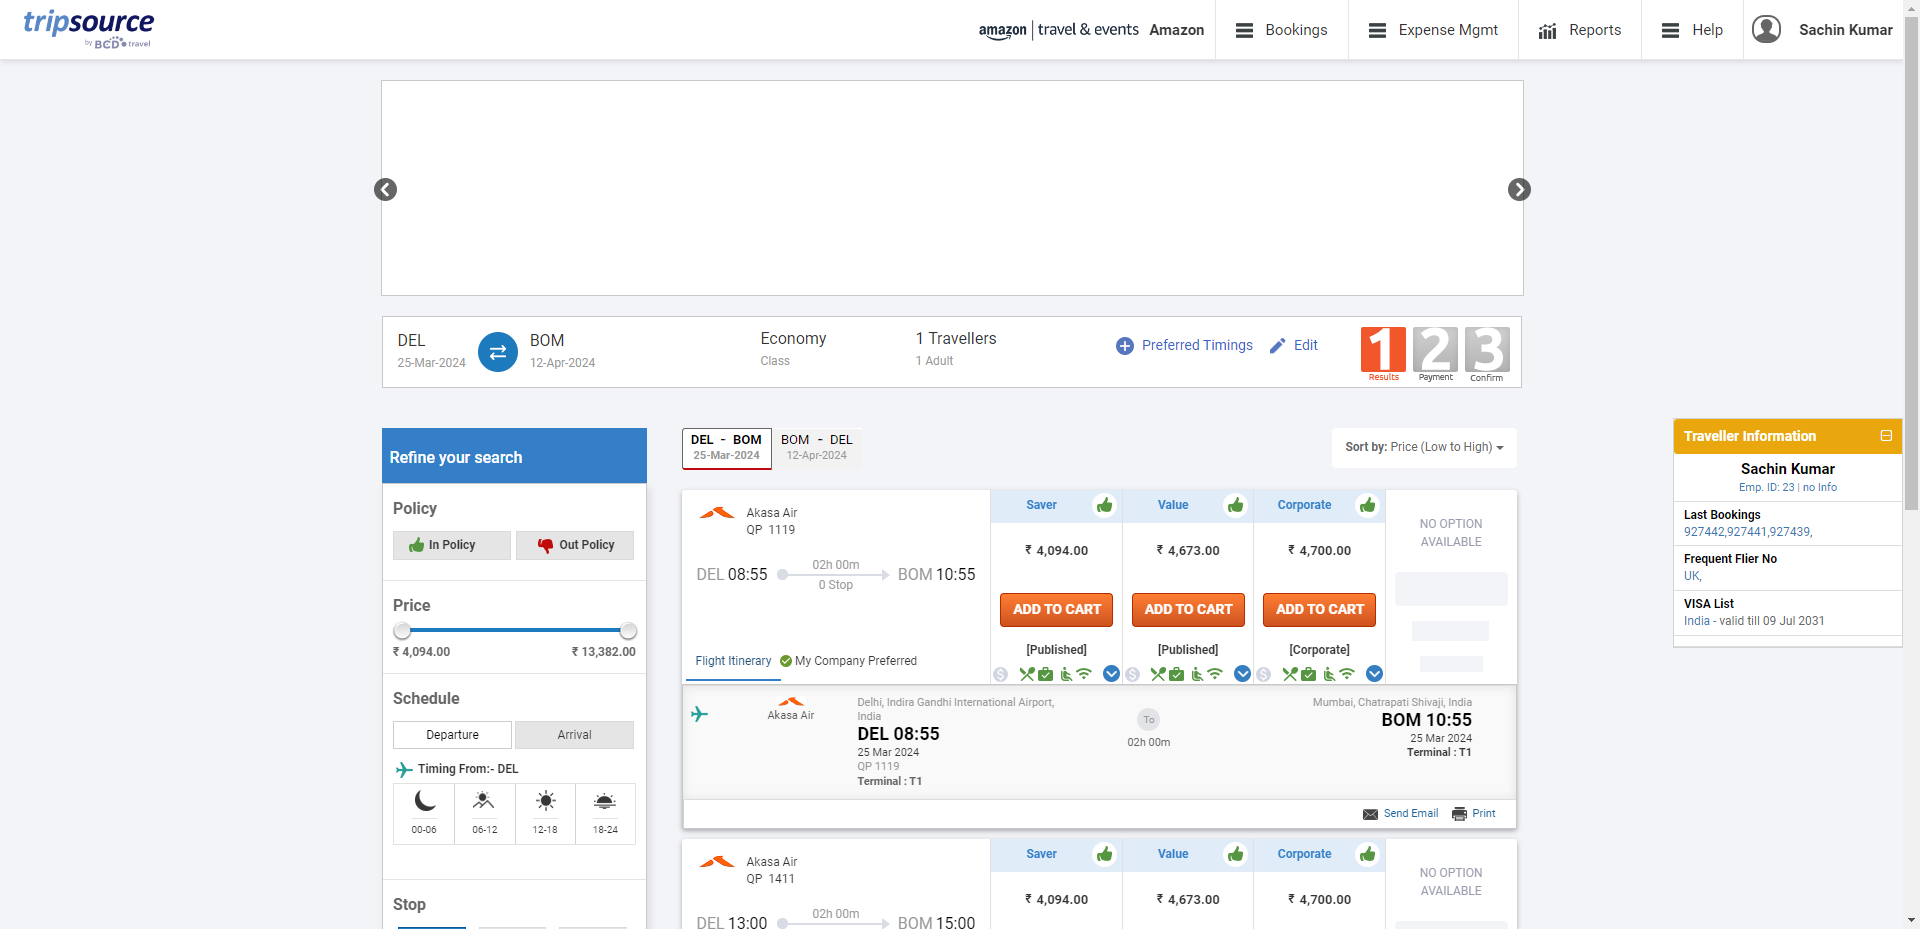 tripsource
by BCD travel
amazon | travel & events Amazon
Bookings
Expense Mgmt
Reports
Help
Sachin Kumar
DEL
25-Mar-2024
BOM
12-Apr-2024
Economy
Class
1 Travellers
1 Adult
Preferred Timings
Edit
1 2 3
Results Payment Confirm
Refine your search
Policy
In Policy Out Policy
Price
₹ 4,094.00 ₹ 13,382.00
Schedule
Departure Arrival
Timing From:- DEL
00-06 06-12 12-18 18-24
Stop
DEL - BOM
25-Mar-2024
BOM - DEL
12-Apr-2024
Sort by: Price (Low to High)
Akasa Air
QP 1119
DEL 08:55
02h 00m
0 Stop
BOM 10:55
Flight Itinerary
My Company Preferred
Saver Value Corporate
₹ 4,094.00 ₹ 4,673.00 ₹ 4,700.00
ADD TO CART ADD TO CART ADD TO CART
[Published] [Published] [Corporate]
NO OPTION
AVAILABLE
Akasa Air
Delhi, Indira Gandhi International Airport,
India
DEL 08:55
25 Mar 2024
QP 1119
Terminal : T1
To
02h 00m
Mumbai, Chatrapati Shivaji, India
BOM 10:55
25 Mar 2024
Terminal : T1
Send Email Print
Akasa Air
QP 1411
DEL 13:00
02h 00m
BOM 15:00
Saver Value Corporate
₹ 4,094.00 ₹ 4,673.00 ₹ 4,700.00
NO OPTION
AVAILABLE
Traveller Information
Sachin Kumar
Emp. ID: 23 | no Info
Last Bookings
927442,927441,927439,
Frequent Flier No
UK,
VISA List
India - valid till 09 Jul 2031